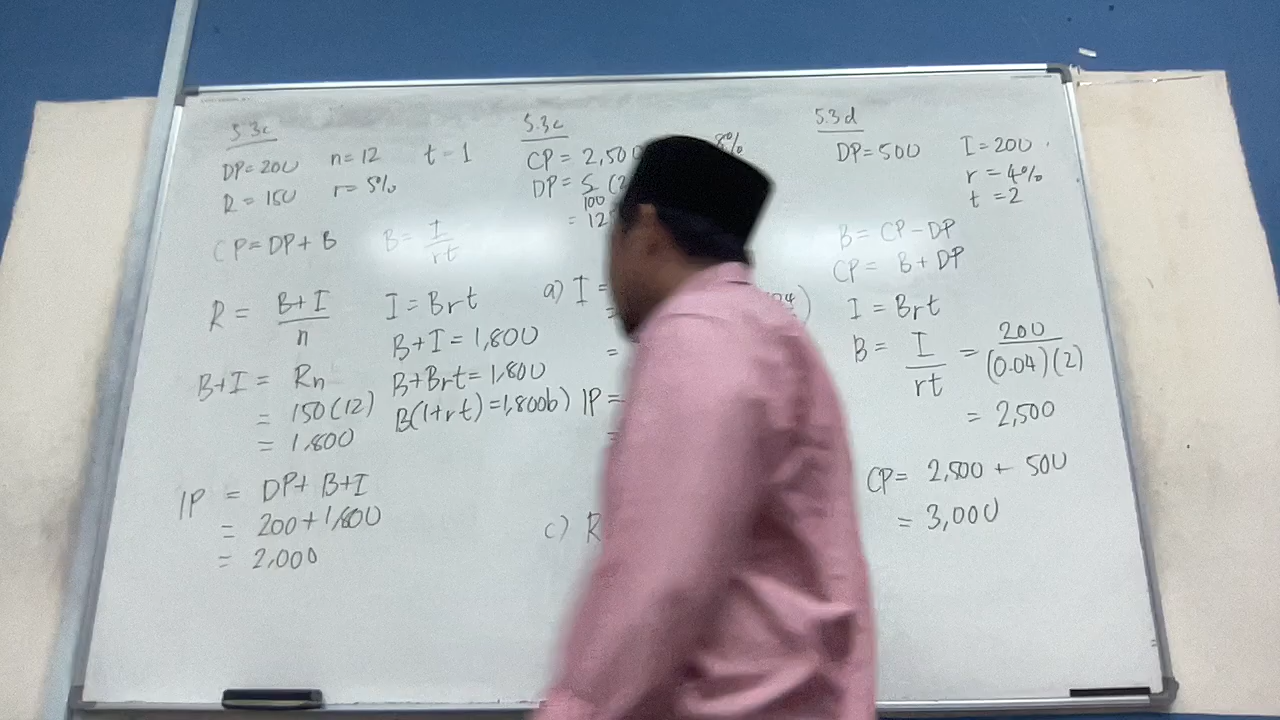 5.3c
DP=200 n=12 t=1
R=150 r=5%
CP=DP+B B=I/rt
R = B+I/n I=Brt
B+I=1,800
B+I = Rn B+Brt=1,800
= 150(12) B(1+rt)=1,800
= 1,800
IP = DP+B+I
= 200+1,800
= 2,000
5.3c
CP= 2,500 8%
DP= 5/100 (2
= 12
a) I =
=
=
b) IP=
=
c) R
5.3d
DP=500 I=200
r=4%
t=2
B= CP-DP
CP= B+DP
I = Brt
B= I/rt = 200/(0.04)(2)
= 2,500
CP= 2,500 + 500
= 3,000